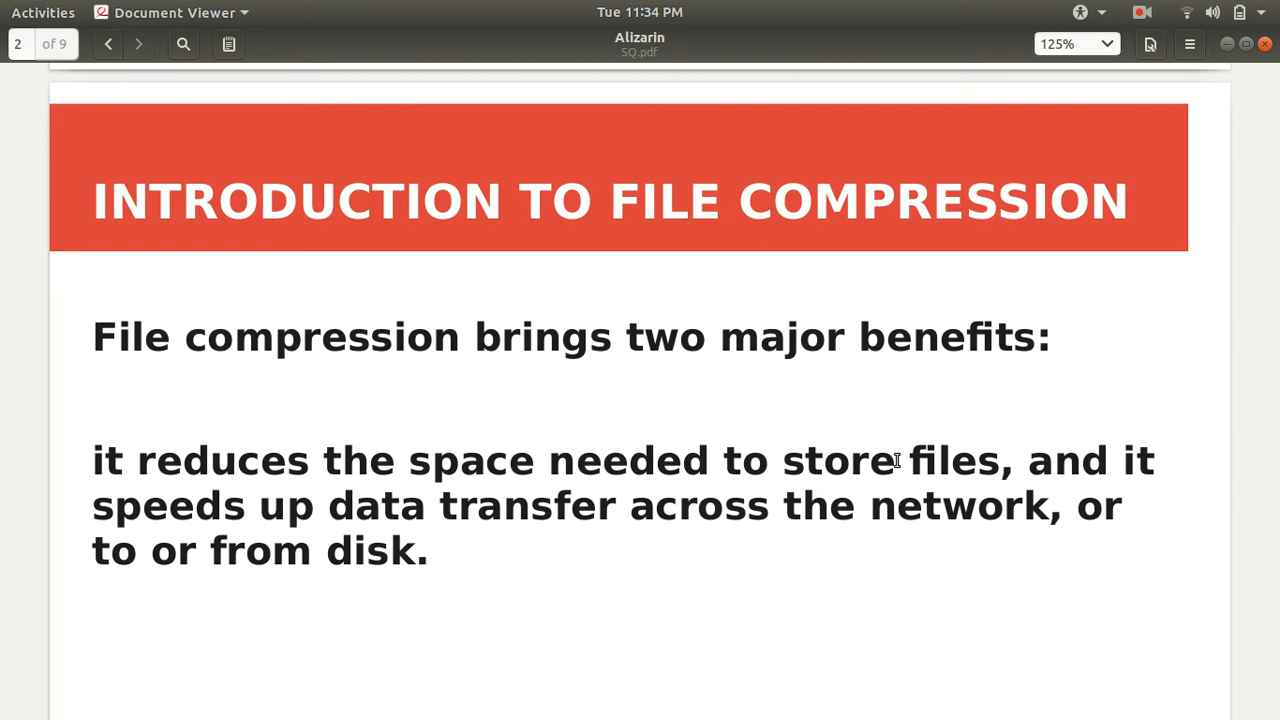 Activities Document Viewer Tue 11:34 PM
2 of 9 Alizarin 125%
SQ.pdf
INTRODUCTION TO FILE COMPRESSION
File compression brings two major benefits:
it reduces the space needed to store files, and it
speeds up data transfer across the network, or
to or from disk.